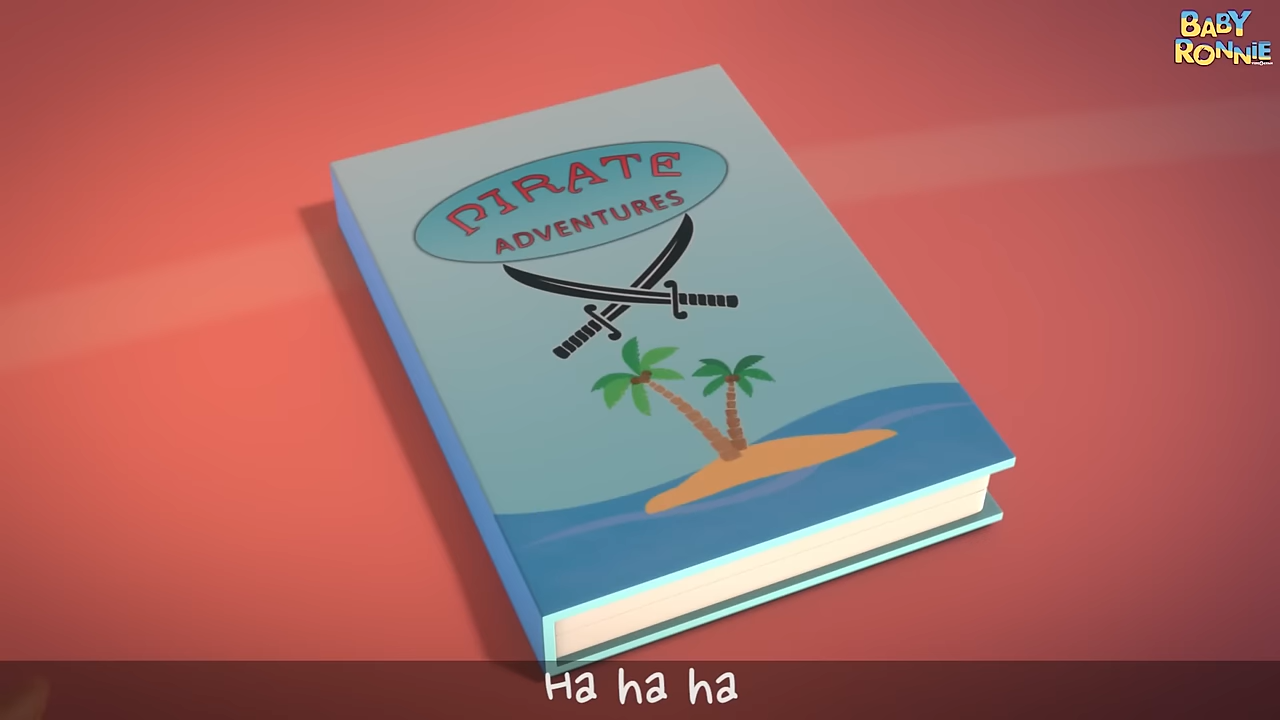 BABY
RONNIE
PIRATE
ADVENTURES
Ha ha ha